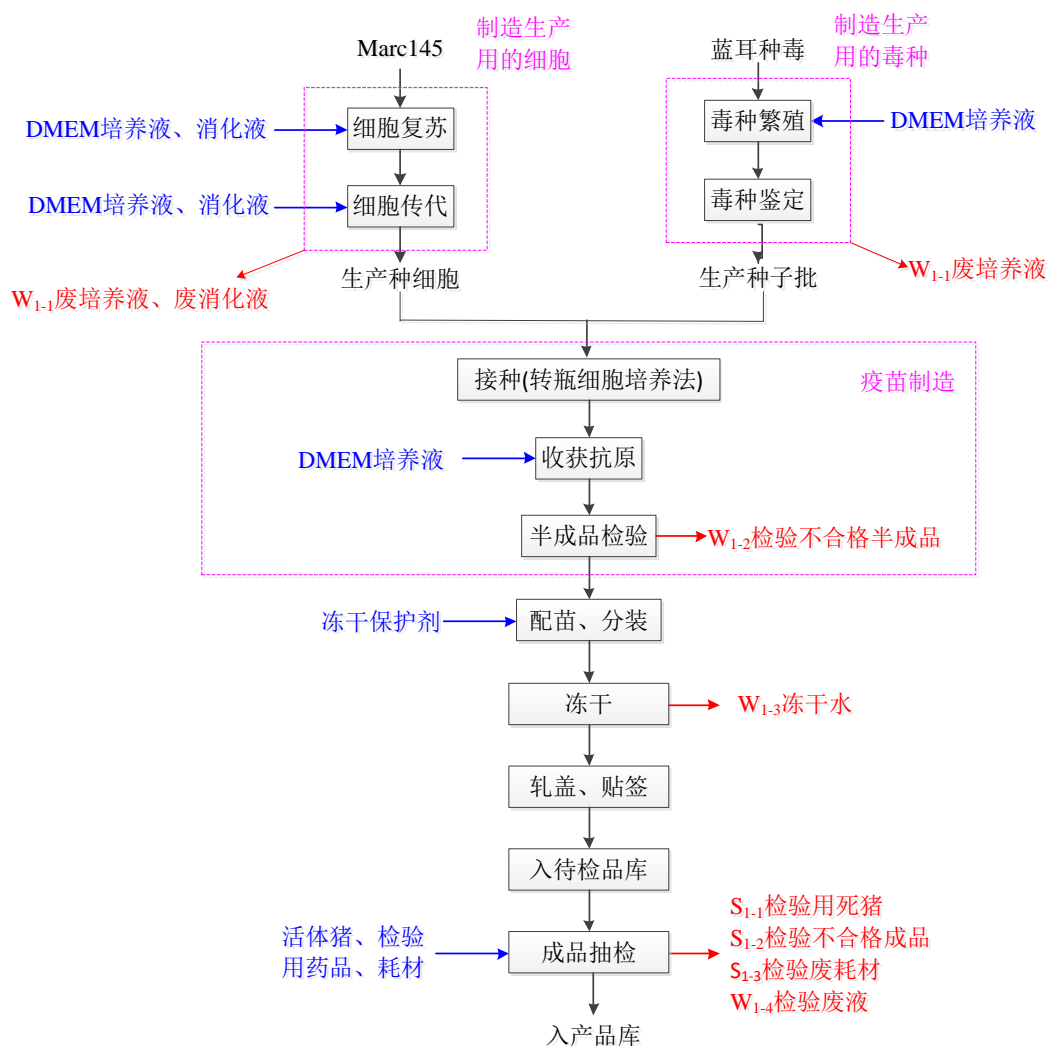 Marc145
制造生产
用的细胞
蓝耳种毒
制造生产
用的毒种
DMEM培养液、消化液
细胞复苏
毒种繁殖
DMEM培养液
DMEM培养液、消化液
细胞传代
毒种鉴定
W1-1废培养液、废消化液
生产种细胞
生产种子批
W1-1废培养液
接种(转瓶细胞培养法)
疫苗制造
DMEM培养液
收获抗原
半成品检验
W1-2检验不合格半成品
冻干保护剂
配苗、分装
冻干
W1-3冻干水
轧盖、贴签
入待检品库
活体猪、检验
用药品、耗材
成品抽检
S1-1检验用死猪
S1-2检验不合格成品
S1-3检验废耗材
W1-4检验废液
入产品库